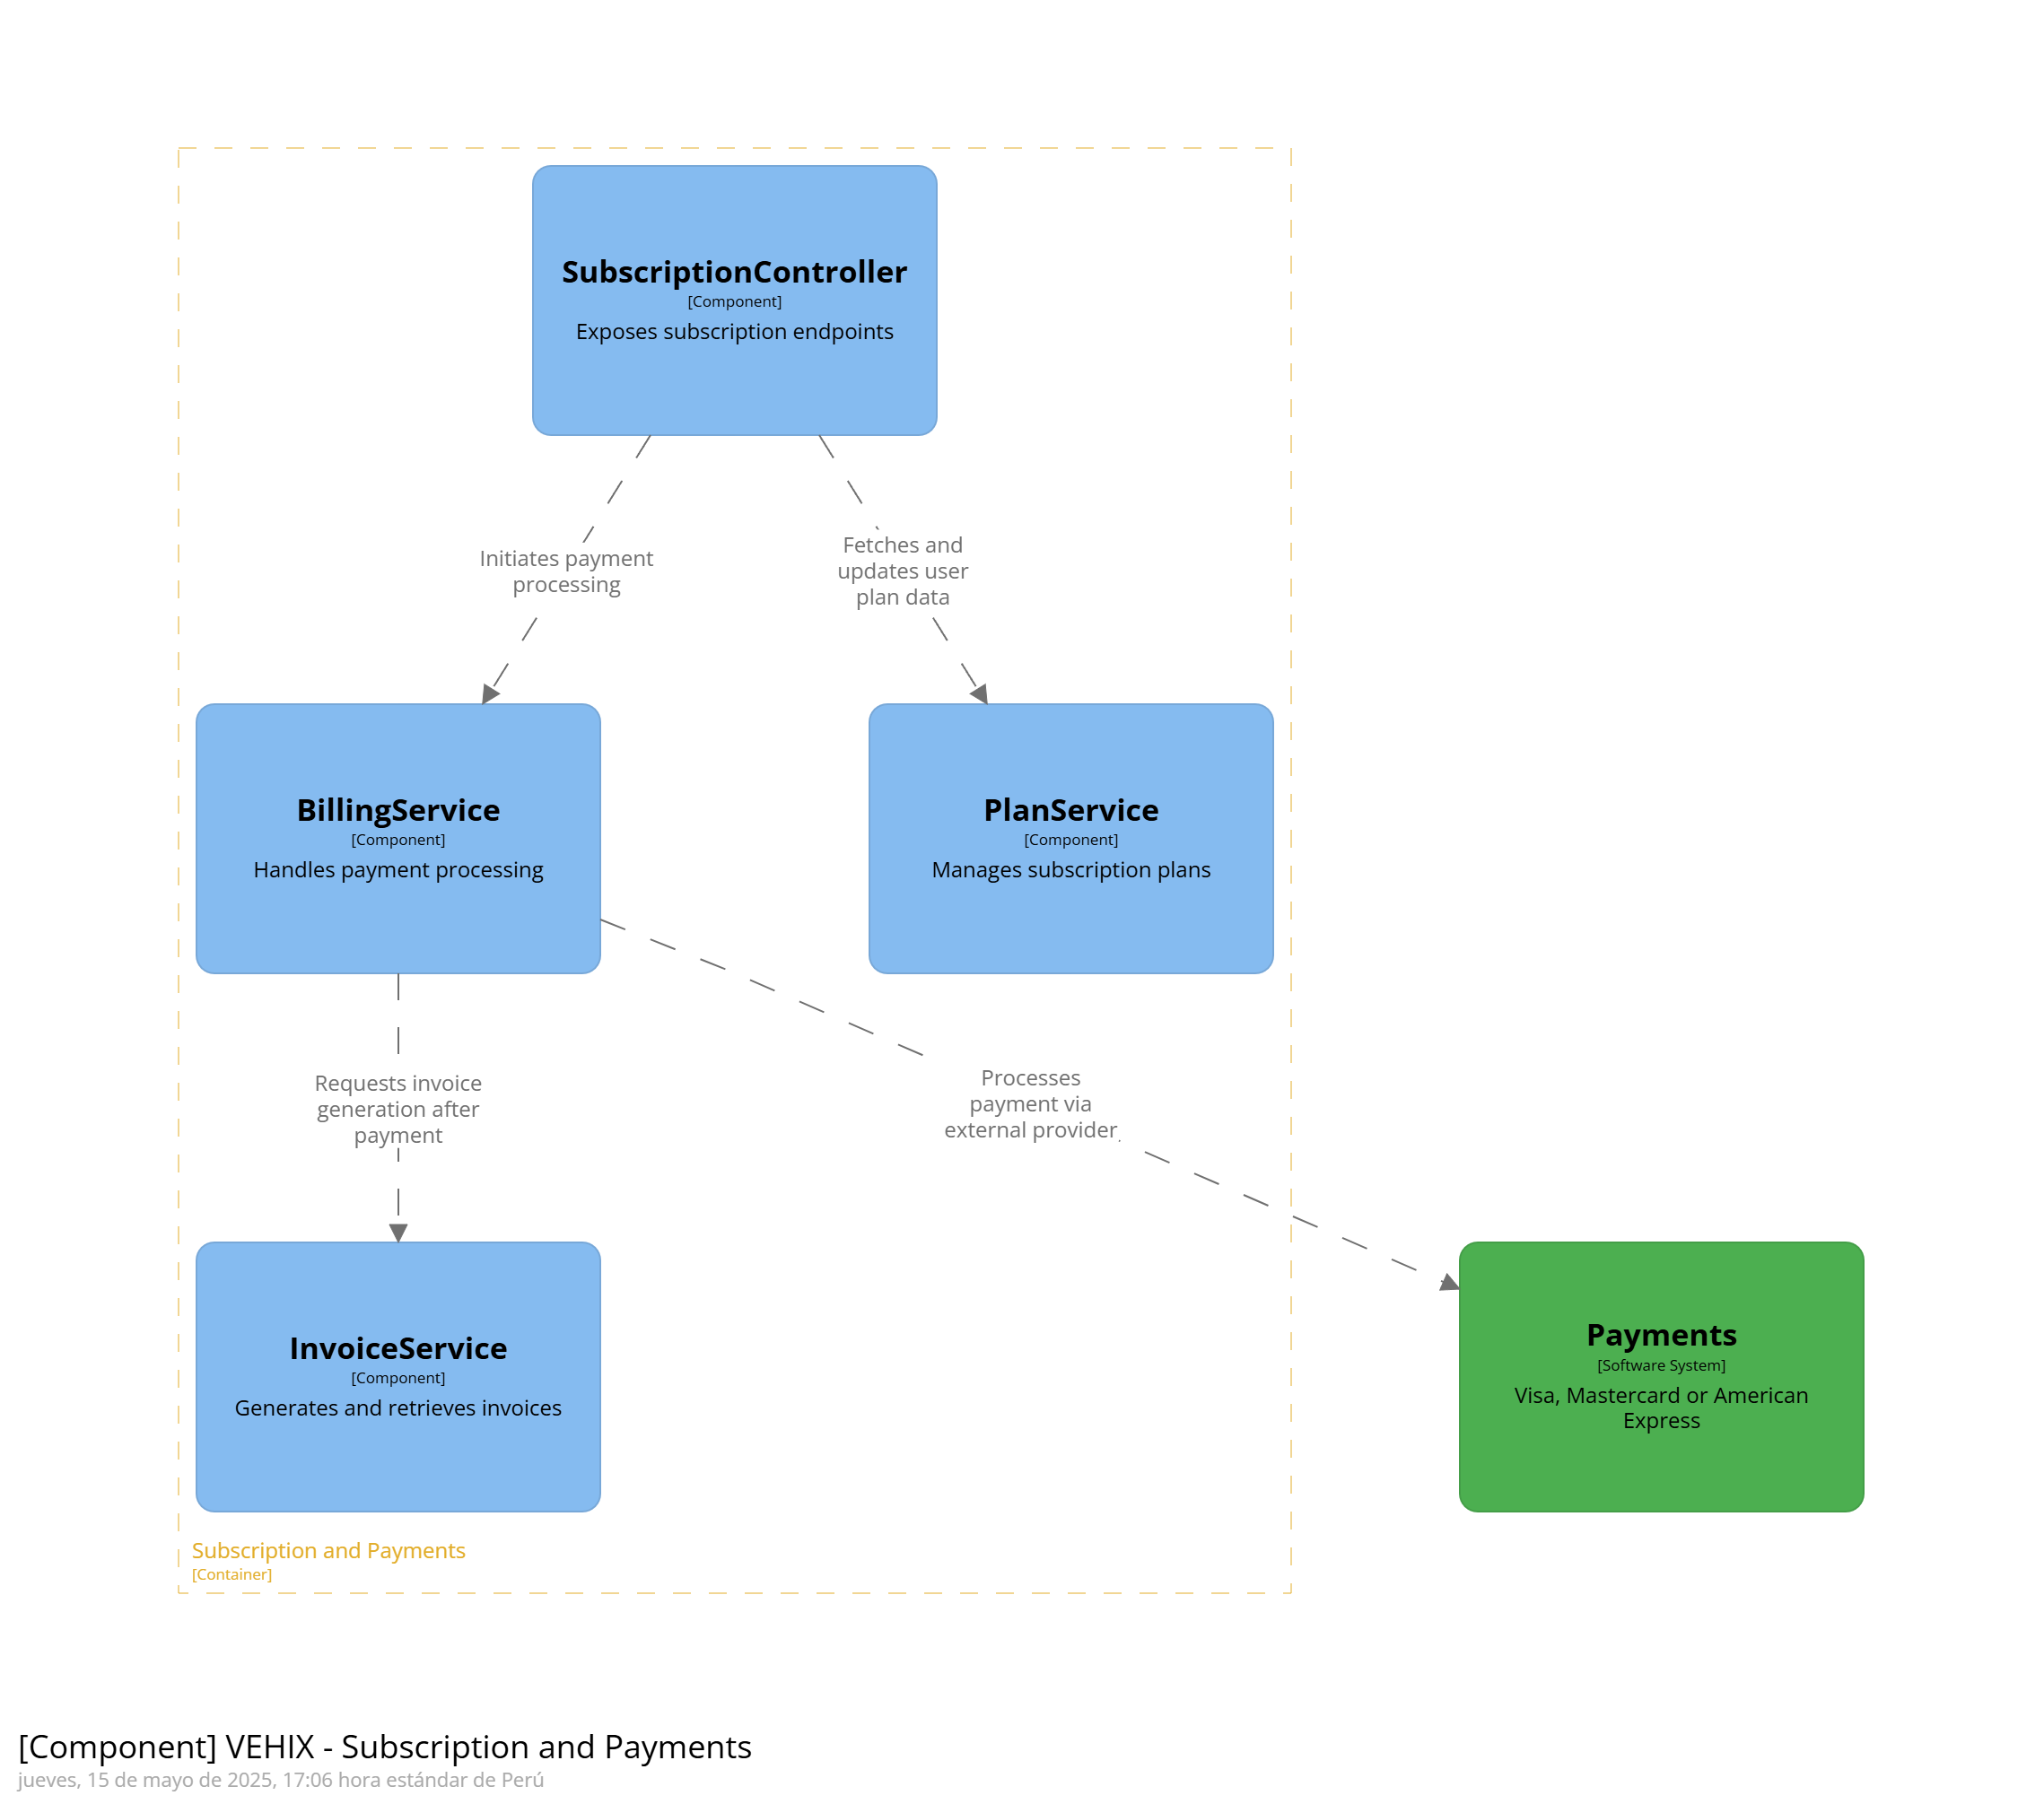 SubscriptionController
[Component]
Exposes subscription endpoints
Initiates payment
processing
Fetches and
updates user
plan data
BillingService
[Component]
Handles payment processing
PlanService
[Component]
Manages subscription plans
Requests invoice
generation after
payment
Processes
payment via
external provider
InvoiceService
[Component]
Generates and retrieves invoices
Payments
[Software System]
Visa, Mastercard or American
Express
Subscription and Payments
[Container]
[Component] VEHIX - Subscription and Payments
jueves, 15 de mayo de 2025, 17:06 hora estándar de Perú